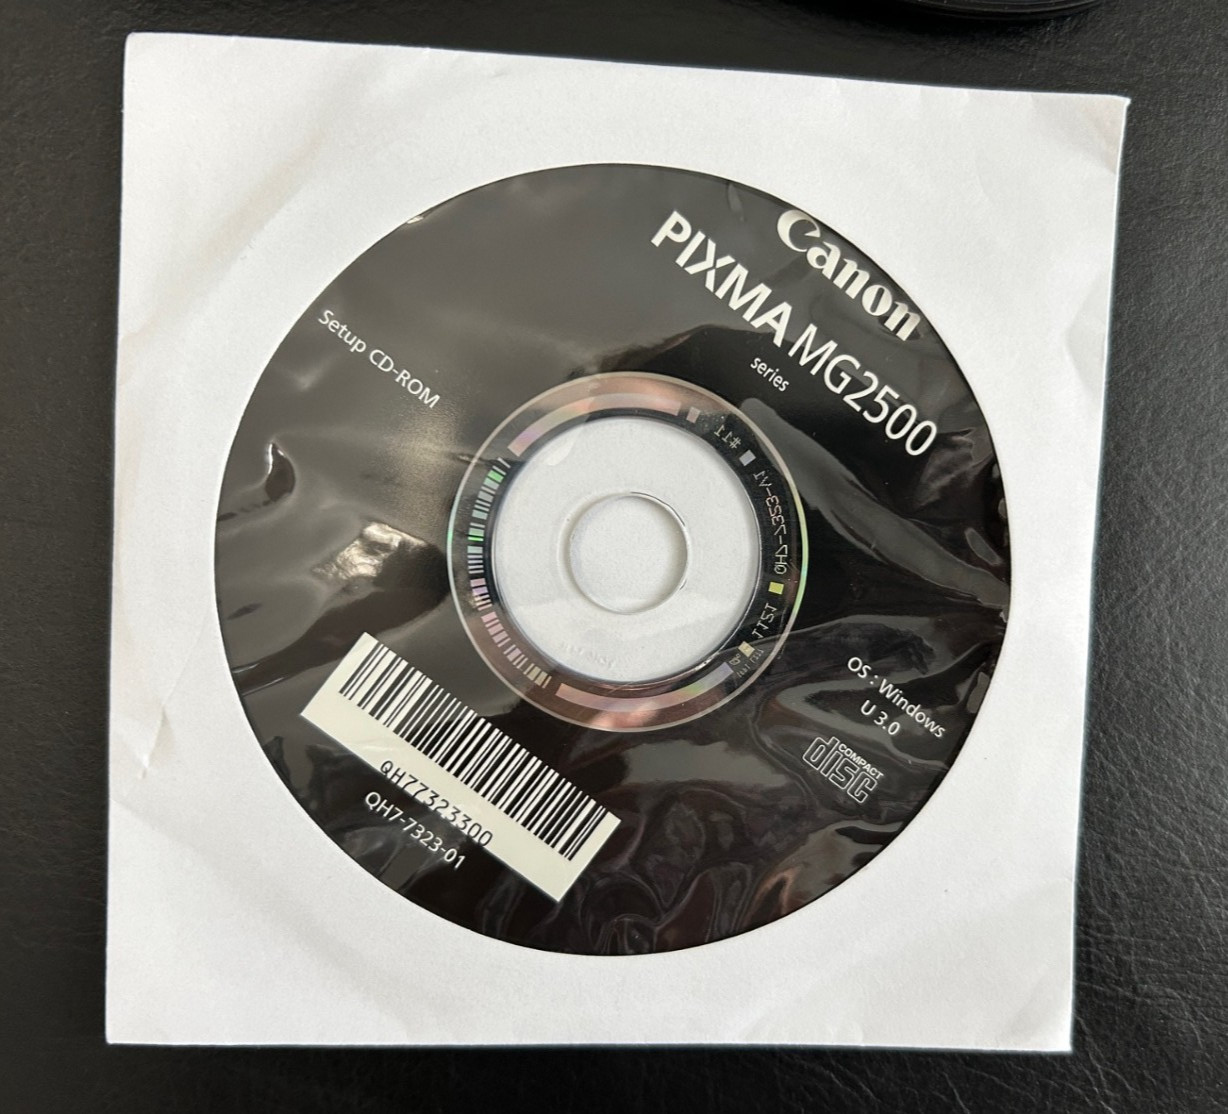 Canon
PIXMA MG2500
series
Setup CD-ROM
OS : Windows
U 3.0
COMPACT
disc
QH77323300
QH7-7323-01